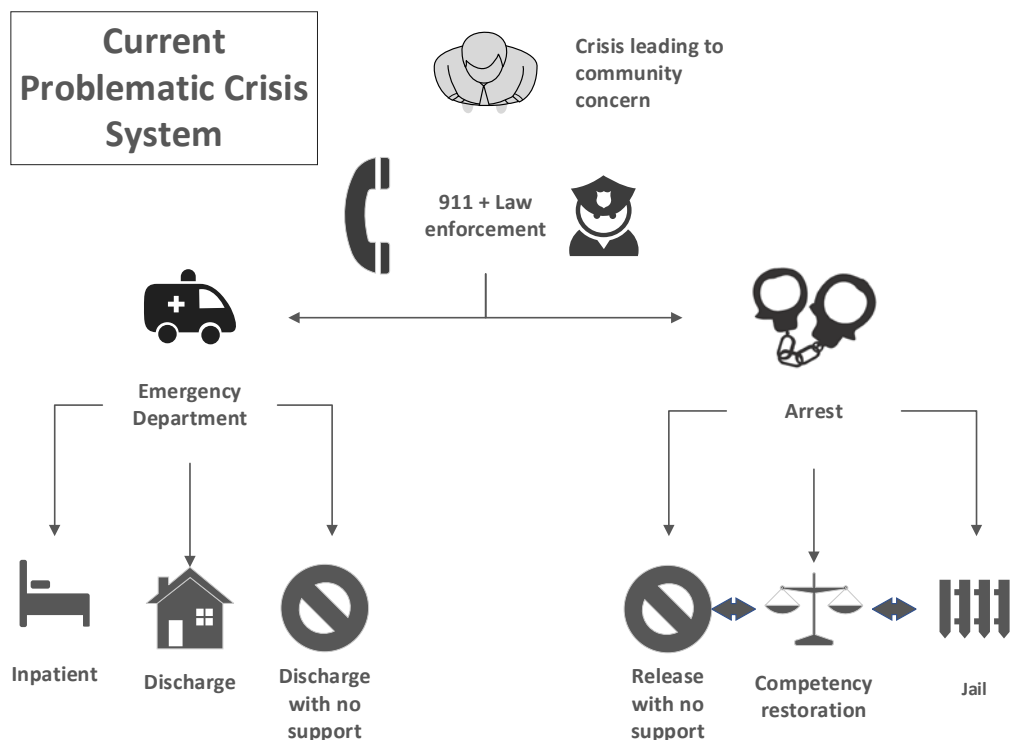 Current
Problematic Crisis
System
Crisis leading to
community
concern
911 + Law
enforcement
Emergency
Department
Arrest
Inpatient
Discharge
Discharge
with no
support
Release
with no
support
Competency
restoration
Jail